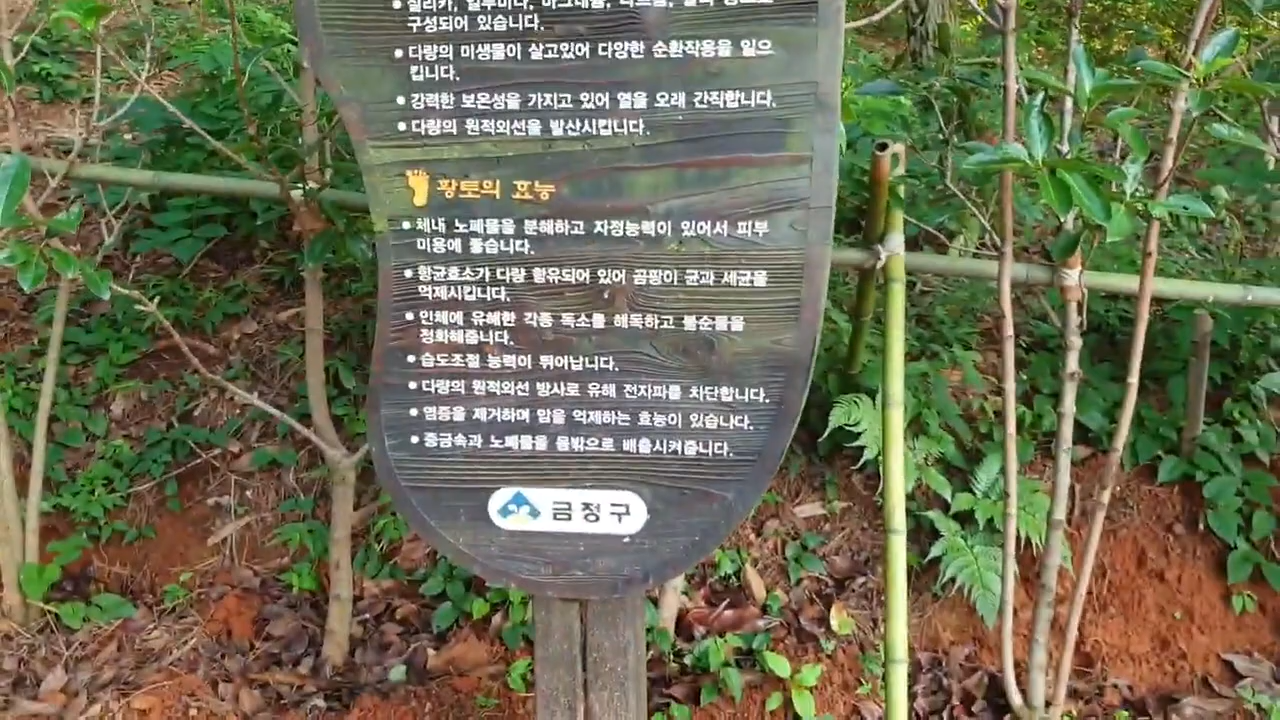 실리카, 알루미나, 마그네슘, 나트륨, 칼리 등으로
구성되어 있습니다.
다량의 미생물이 살고있어 다양한 순환작용을 일으
킵니다.
강력한 보온성을 가지고 있어 열을 오래 간직합니다.
다량의 원적외선을 발산시킵니다.
황토의 효능
체내 노폐물을 분해하고 자정능력이 있어서 피부
미용에 좋습니다.
항균효소가 다량 함유되어 있어 곰팡이 균과 세균을
억제시킵니다.
인체에 유해한 각종 독소를 해독하고 불순물을
정화해줍니다.
습도조절 능력이 뛰어납니다.
다량의 원적외선 방사로 유해 전자파를 차단합니다.
염증을 제거하며 암을 억제하는 효능이 있습니다.
중금속과 노폐물을 몸밖으로 배출시켜줍니다.
금정구